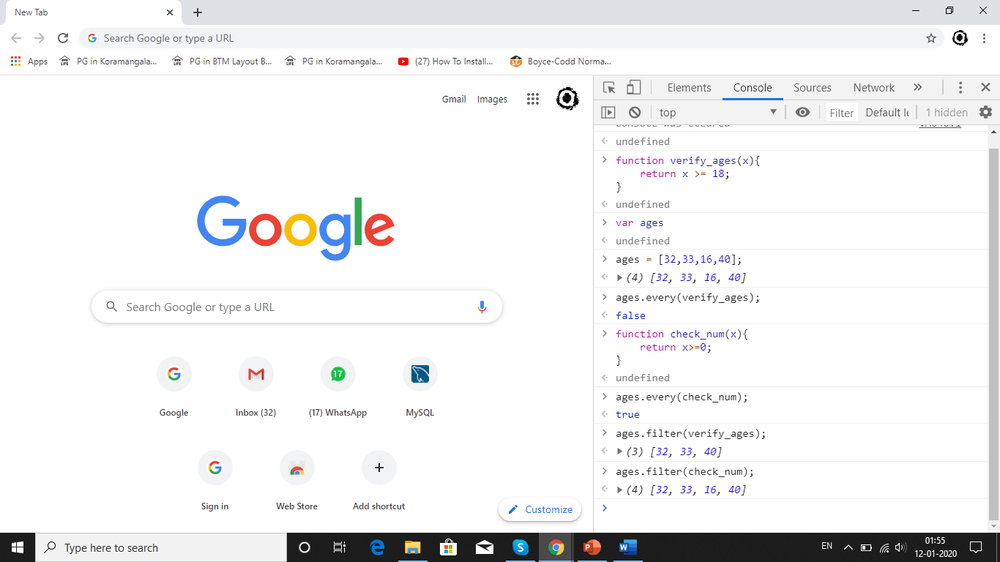 New Tab
Search Google or type a URL
Apps
PG in Koramangala...
PG in BTM Layout B...
PG in Koramangala...
(27) How To Install...
Boyce-Codd Norma...
Gmail Images
Google
Search Google or type a URL
Google
Inbox (32)
17
(17) WhatsApp
MySQL
Sign in
Web Store
Add shortcut
Customize
Elements Console Sources Network »
top Filter Default le 1 hidden
console was cleared
undefined
function verify_ages(x){
    return x >= 18;
}
undefined
var ages
undefined
ages = [32,33,16,40];
(4) [32, 33, 16, 40]
ages.every(verify_ages);
false
function check_num(x){
    return x>=0;
}
undefined
ages.every(check_num);
true
ages.filter(verify_ages);
(3) [32, 33, 40]
ages.filter(check_num);
(4) [32, 33, 16, 40]
Type here to search
EN
01:55
12-01-2020